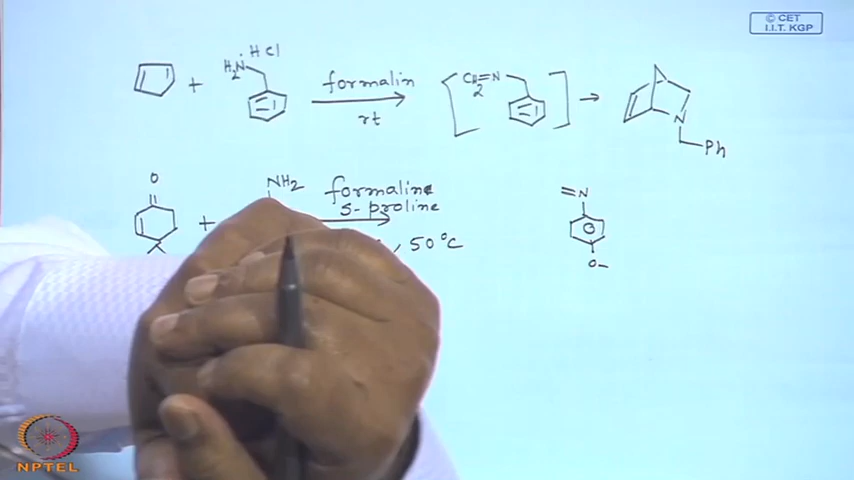 © CET
I.I.T. KGP
H2N HCl
formalin
rt
CH2=N
N
Ph
O
NH2
formaline
s-proline
, 50°C
=N
O-
NPTEL